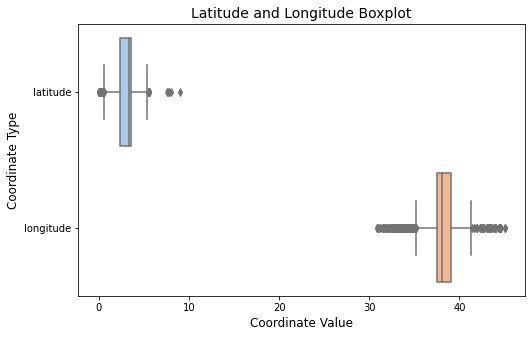 Latitude and Longitude Boxplot
Coordinate Type
latitude
longitude
0 10 20 30 40
Coordinate Value